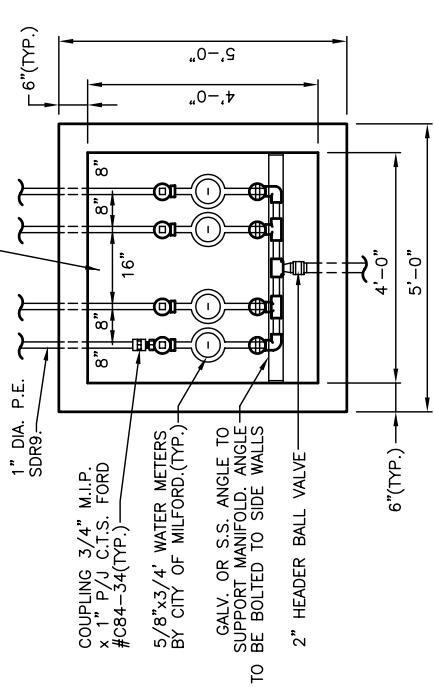 1" DIA. P.E.
SDR9.
COUPLING 3/4" M.I.P.
x 1" P/J C.T.S. FORD
#C84-34(TYP.)
5/8"x3/4' WATER METERS
BY CITY OF MILFORD.(TYP.)
GALV. OR S.S. ANGLE TO
SUPPORT MANIFOLD. ANGLE
TO BE BOLTED TO SIDE WALLS
2" HEADER BALL VALVE
6"(TYP.)
8"
8"
16"
8"
8"
4'-0"
5'-0"
6"(TYP.)
4'-0"
5'-0"